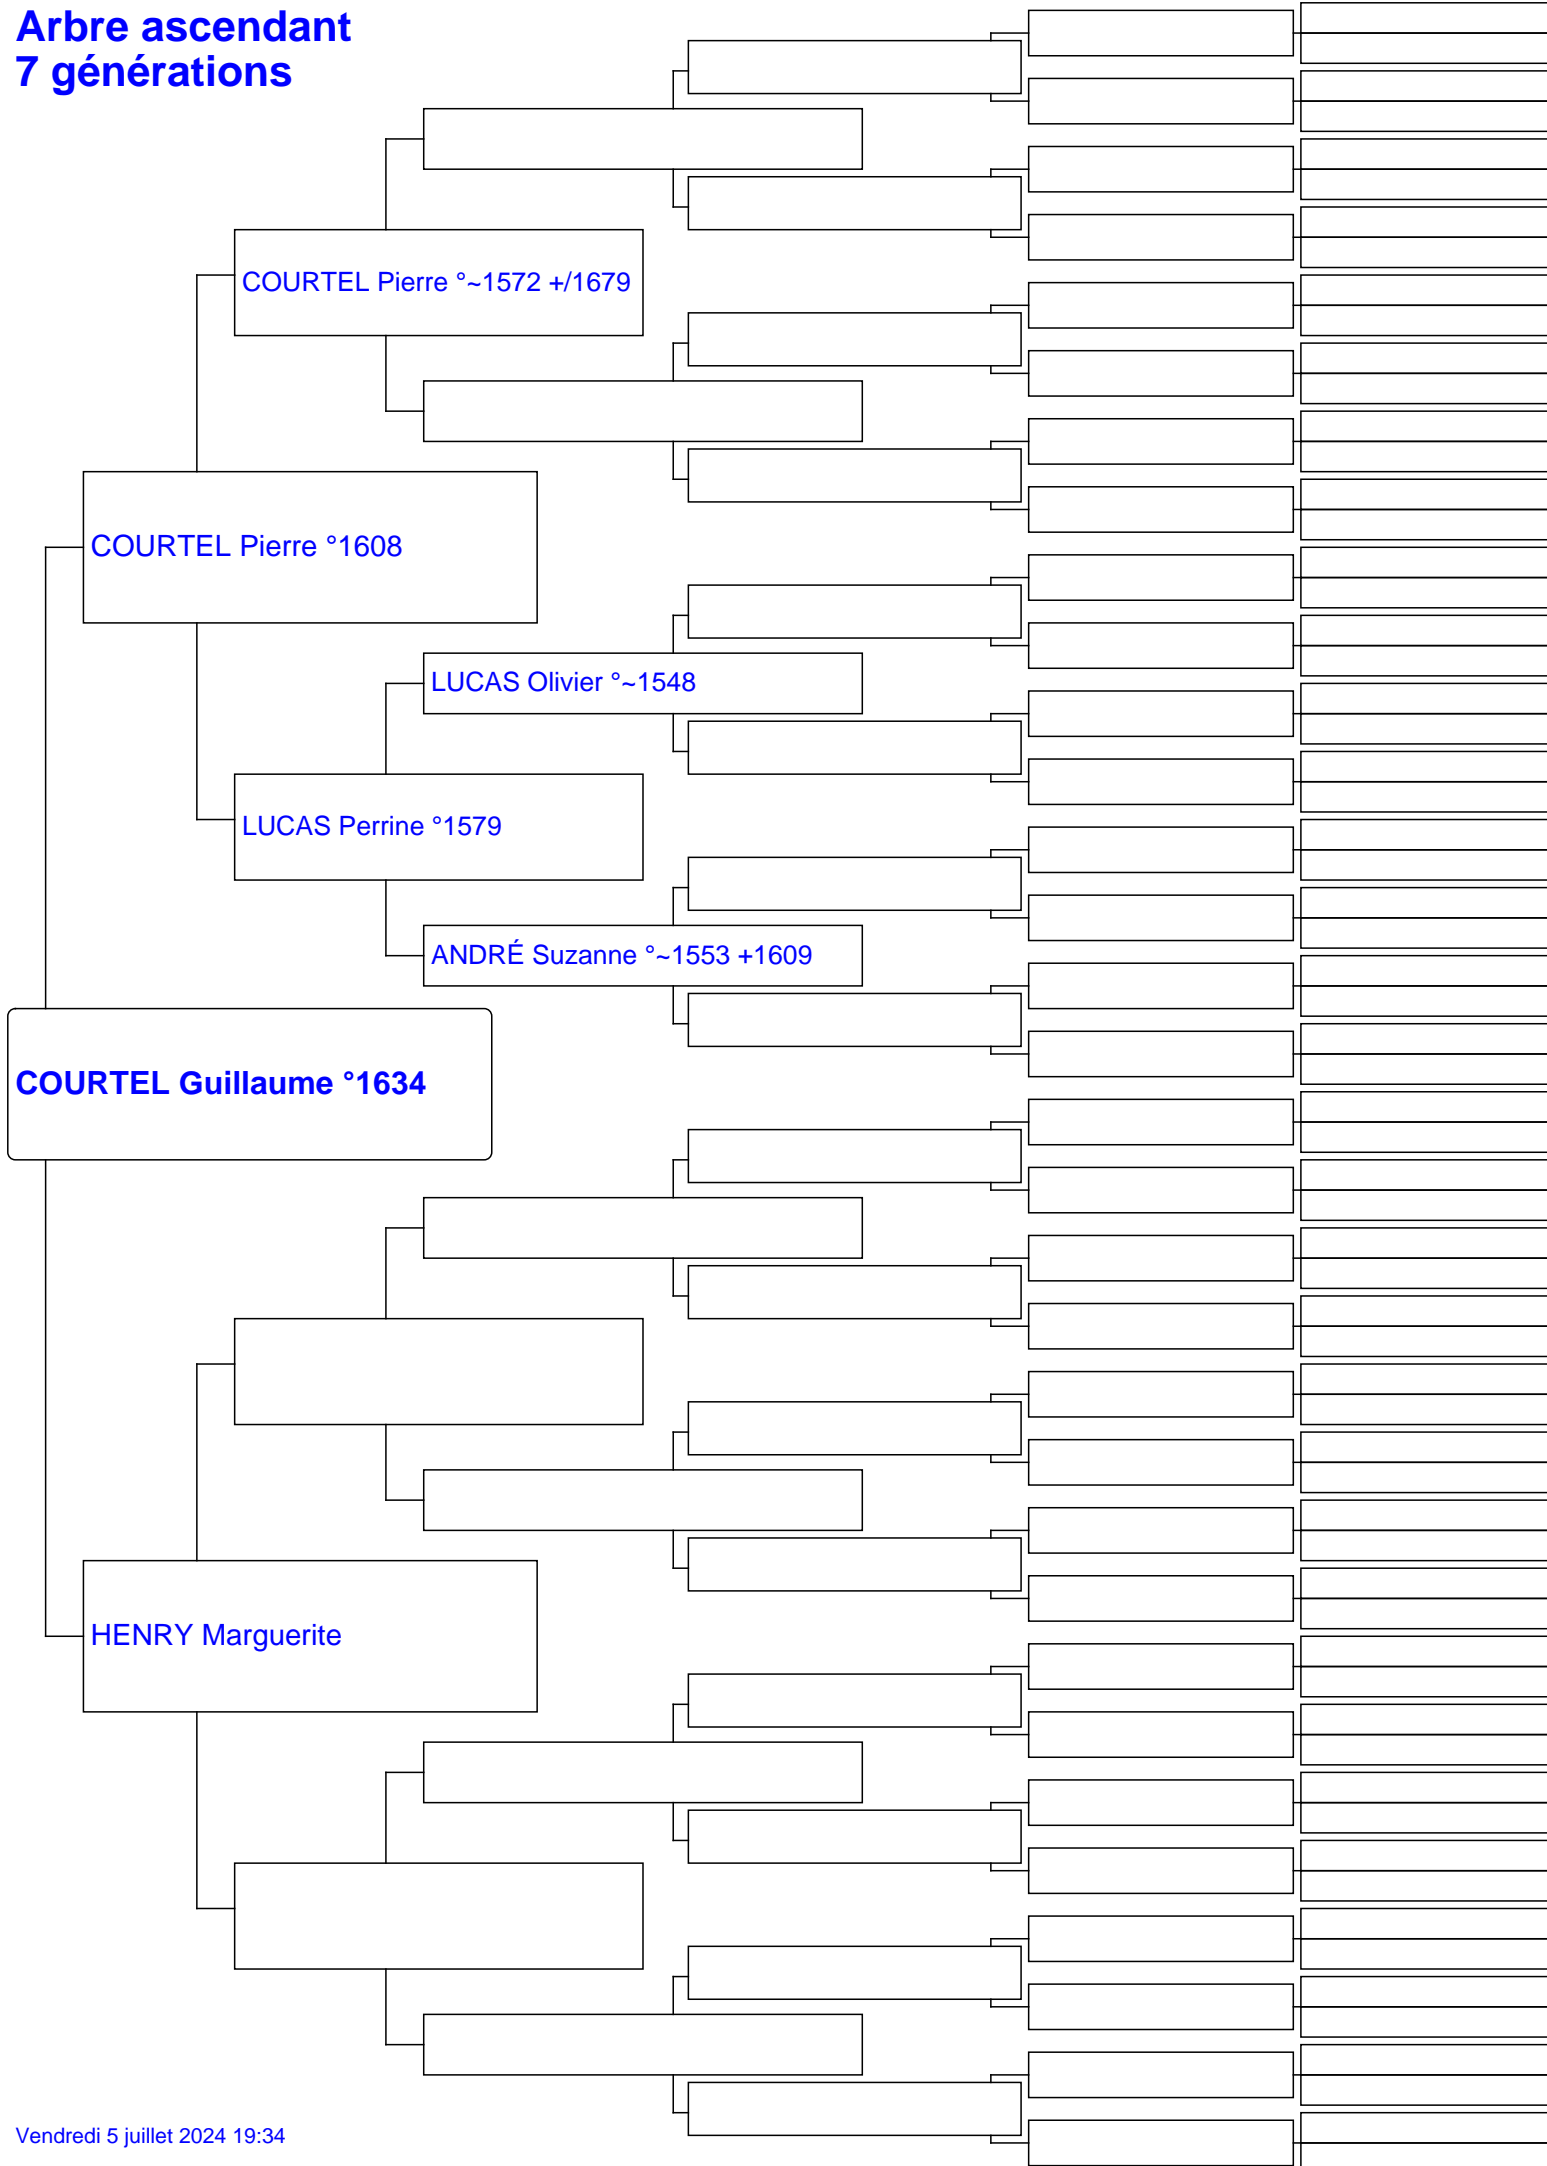 Arbre ascendant
7 générations
COURTEL Pierre °~1572 +/1679
COURTEL Pierre °1608
LUCAS Olivier °~1548
LUCAS Perrine °1579
ANDRÉ Suzanne °~1553 +1609
COURTEL Guillaume °1634
HENRY Marguerite
Vendredi 5 juillet 2024 19:34